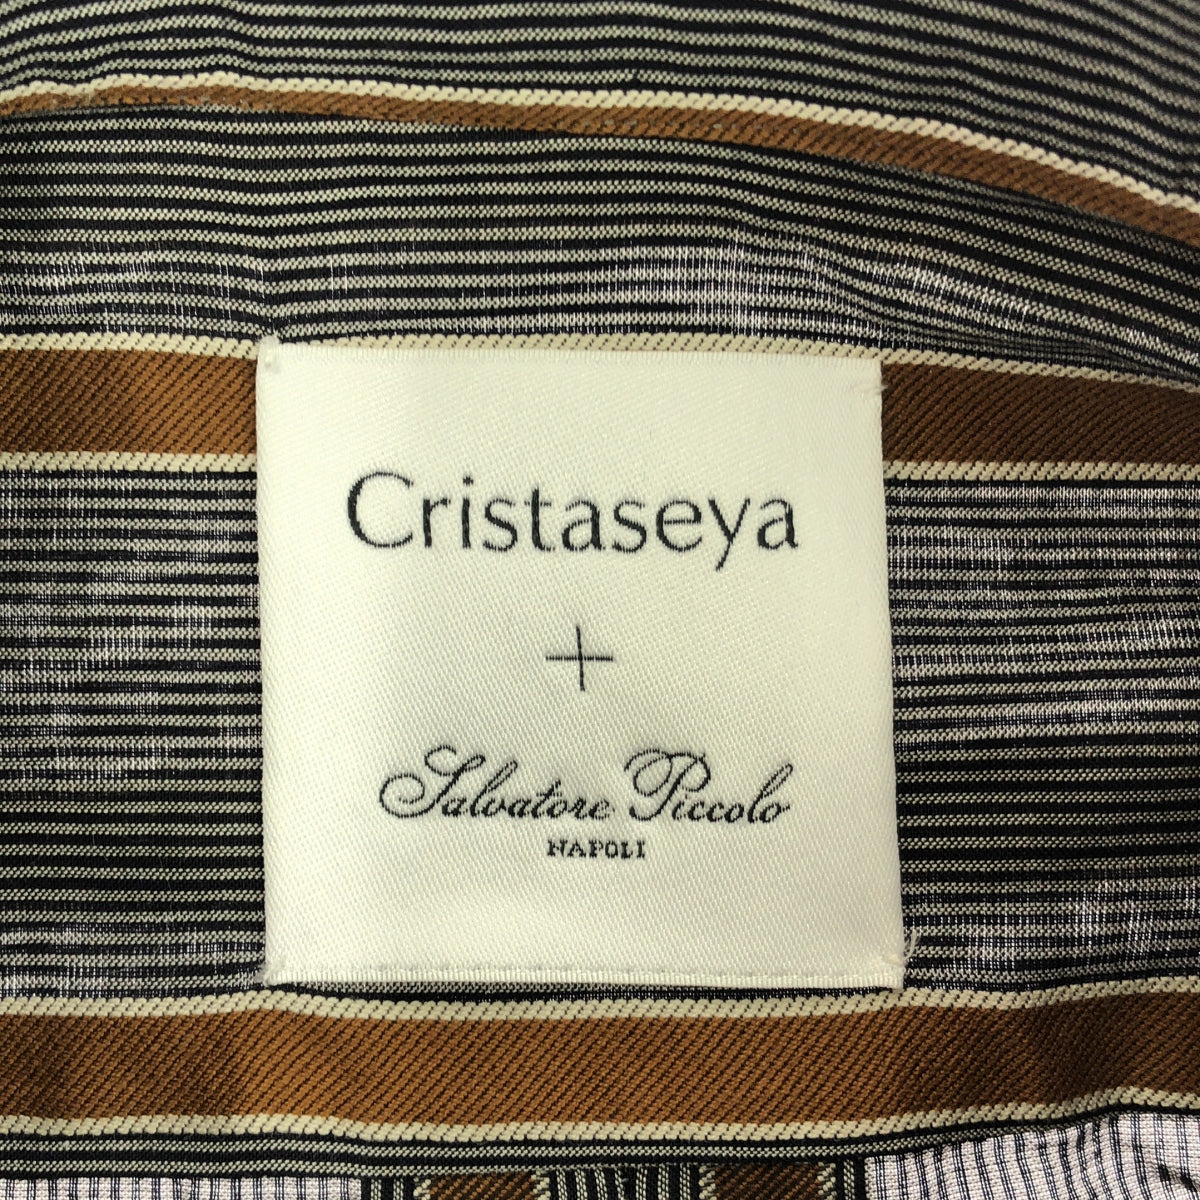 Cristaseya
+
Salvatore Piccolo
NAPOLI